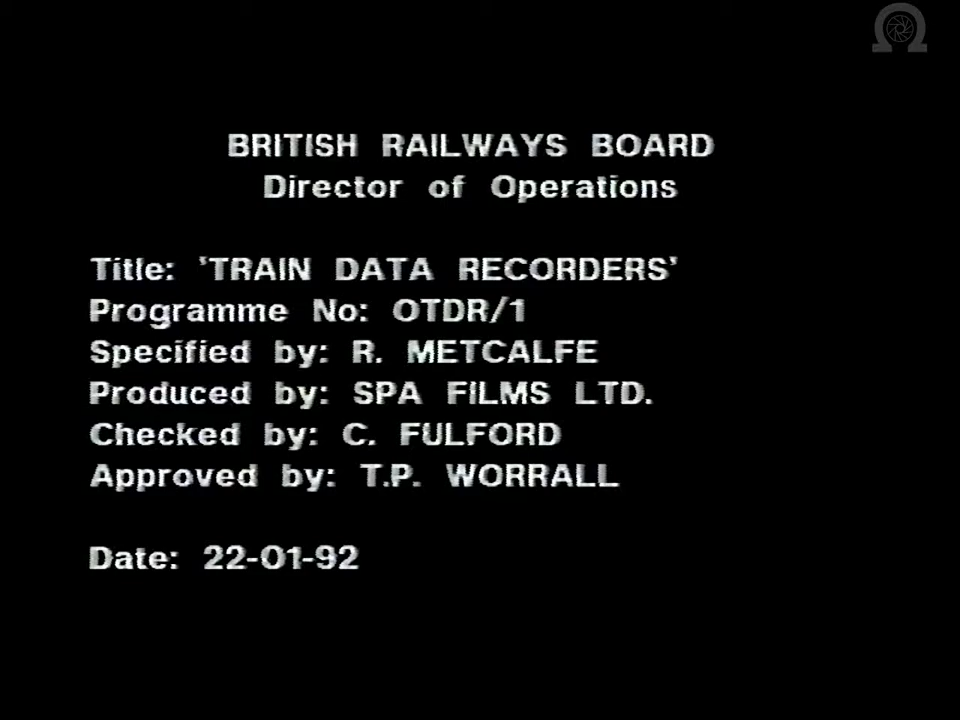 BRITISH RAILWAYS BOARD
Director of Operations
Title: 'TRAIN DATA RECORDERS'
Programme No: OTDR/1
Specified by: R. METCALFE
Produced by: SPA FILMS LTD.
Checked by: C. FULFORD
Approved by: T.P. WORRALL
Date: 22-01-92